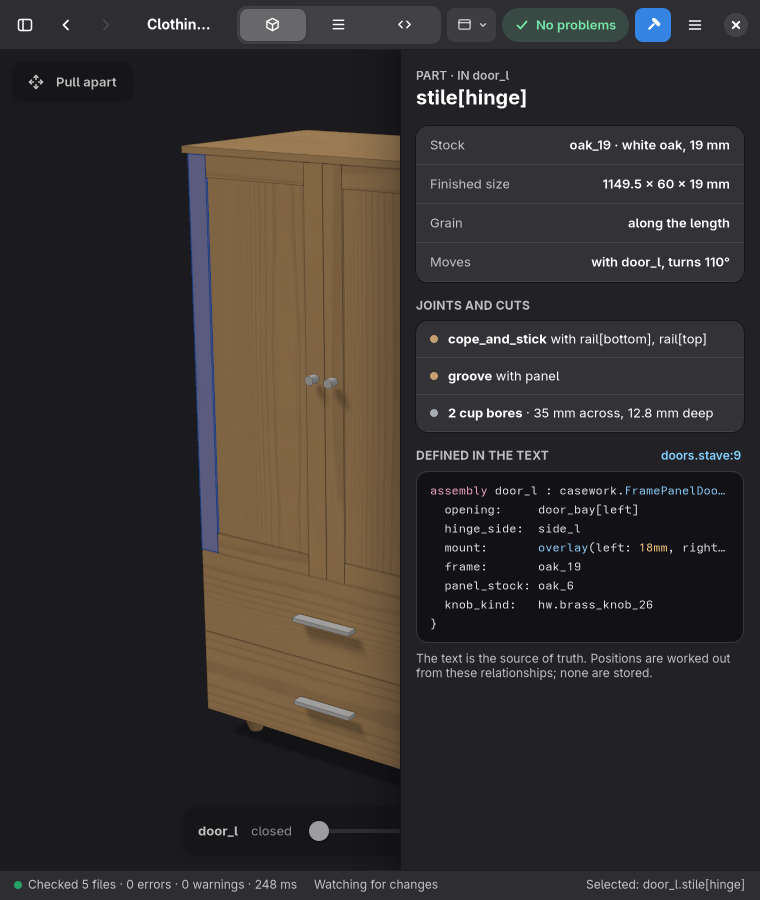 Clothin…
No problems
Pull apart
PART · IN door_l
stile[hinge]
Stock oak_19 · white oak, 19 mm
Finished size 1149.5 × 60 × 19 mm
Grain along the length
Moves with door_l, turns 110°
JOINTS AND CUTS
cope_and_stick with rail[bottom], rail[top]
groove with panel
2 cup bores · 35 mm across, 12.8 mm deep
DEFINED IN THE TEXT doors.stave:9
assembly door_l : casework.FramePanelDoo…
opening: door_bay[left]
hinge_side: side_l
mount: overlay(left: 18mm, right…
frame: oak_19
panel_stock: oak_6
knob_kind: hw.brass_knob_26
}
The text is the source of truth. Positions are worked out
from these relationships; none are stored.
door_l closed
Checked 5 files · 0 errors · 0 warnings · 248 ms Watching for changes Selected: door_l.stile[hinge]